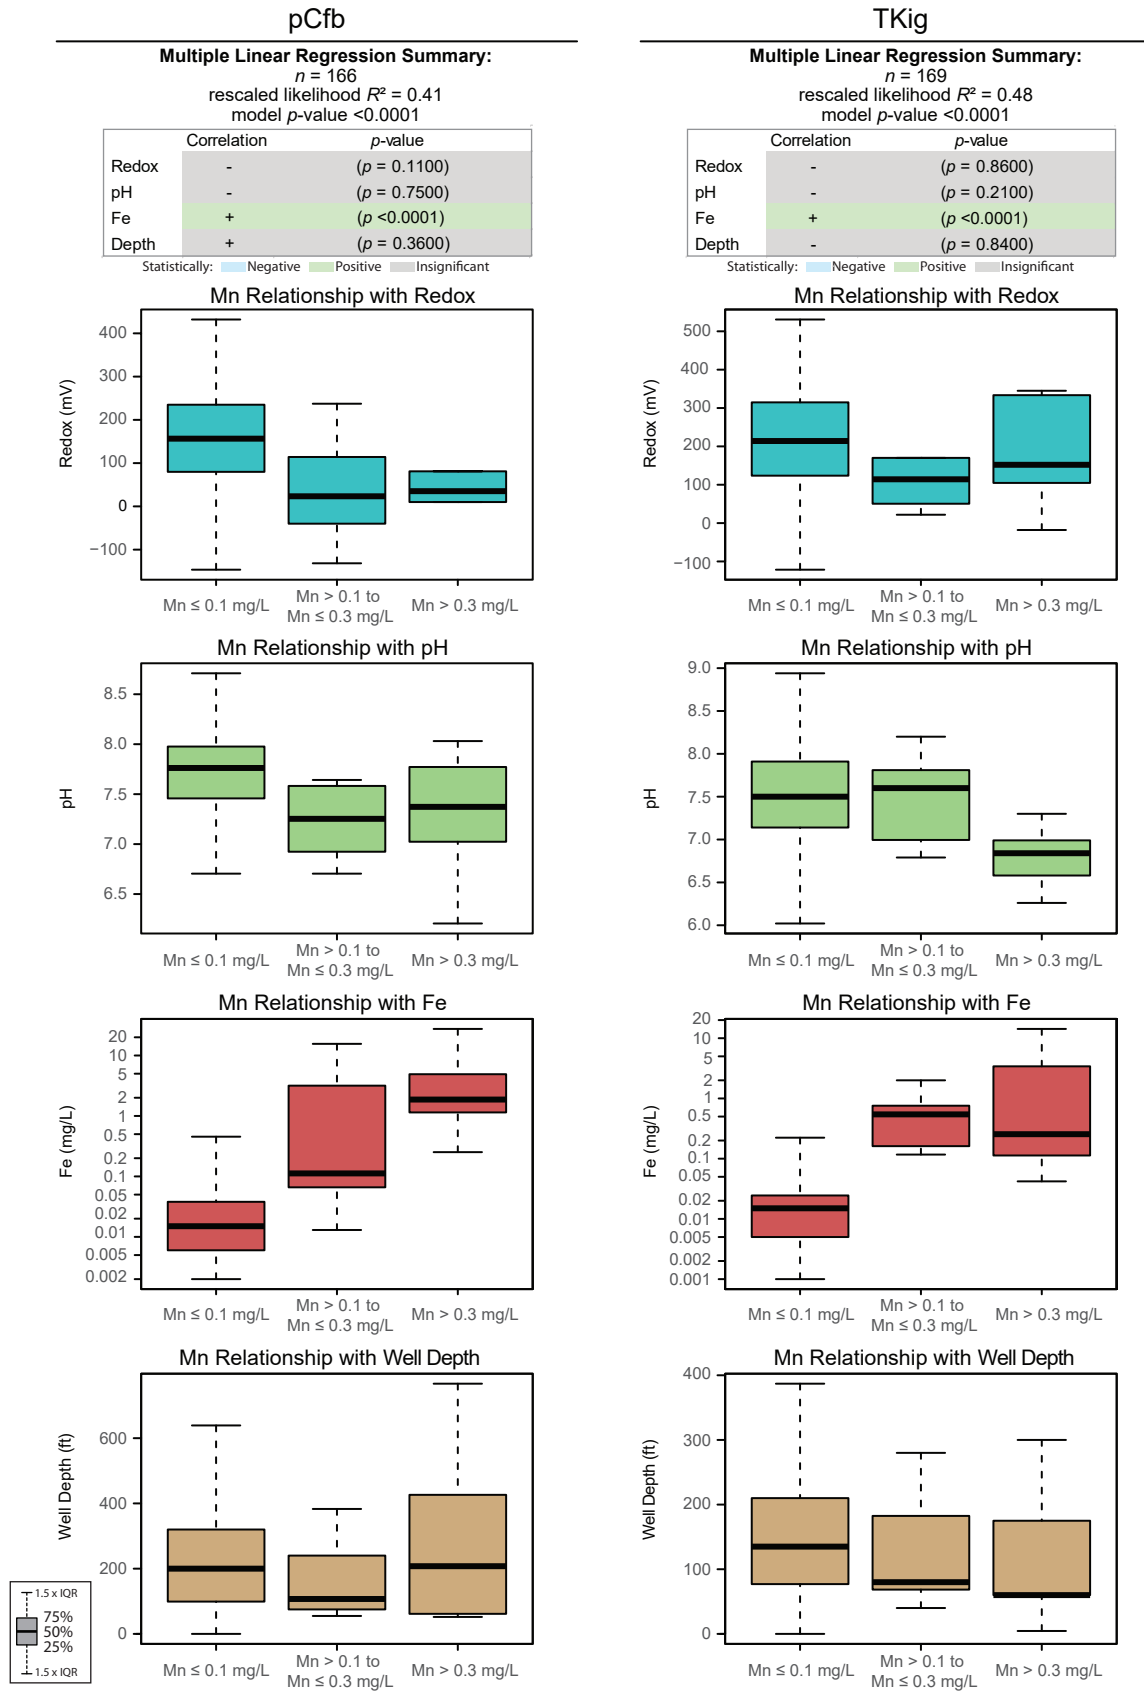 pCfb
Multiple Linear Regression Summary:
n = 166
rescaled likelihood R² = 0.41
model p-value <0.0001
Correlation p-value
Redox - (p = 0.1100)
pH - (p = 0.7500)
Fe + (p <0.0001)
Depth + (p = 0.3600)
Statistically: Negative Positive Insignificant
Mn Relationship with Redox
Redox (mV)
400
300
200
100
0
−100
Mn ≤ 0.1 mg/L
Mn > 0.1 to
Mn ≤ 0.3 mg/L
Mn > 0.3 mg/L
Mn Relationship with pH
pH
8.5
8.0
7.5
7.0
6.5
Mn ≤ 0.1 mg/L
Mn > 0.1 to
Mn ≤ 0.3 mg/L
Mn > 0.3 mg/L
Mn Relationship with Fe
Fe (mg/L)
20
10
5
2
1
0.5
0.2
0.1
0.05
0.02
0.01
0.005
0.002
Mn ≤ 0.1 mg/L
Mn > 0.1 to
Mn ≤ 0.3 mg/L
Mn > 0.3 mg/L
Mn Relationship with Well Depth
Well Depth (ft)
600
400
200
0
Mn ≤ 0.1 mg/L
Mn > 0.1 to
Mn ≤ 0.3 mg/L
Mn > 0.3 mg/L
1.5 x IQR
75%
50%
25%
1.5 x IQR
TKig
Multiple Linear Regression Summary:
n = 169
rescaled likelihood R² = 0.48
model p-value <0.0001
Correlation p-value
Redox - (p = 0.8600)
pH - (p = 0.2100)
Fe + (p <0.0001)
Depth - (p = 0.8400)
Statistically: Negative Positive Insignificant
Mn Relationship with Redox
Redox (mV)
500
400
300
200
100
0
−100
Mn ≤ 0.1 mg/L
Mn > 0.1 to
Mn ≤ 0.3 mg/L
Mn > 0.3 mg/L
Mn Relationship with pH
pH
9.0
8.5
8.0
7.5
7.0
6.5
6.0
Mn ≤ 0.1 mg/L
Mn > 0.1 to
Mn ≤ 0.3 mg/L
Mn > 0.3 mg/L
Mn Relationship with Fe
Fe (mg/L)
20
10
5
2
1
0.5
0.2
0.1
0.05
0.02
0.01
0.005
0.002
0.001
Mn ≤ 0.1 mg/L
Mn > 0.1 to
Mn ≤ 0.3 mg/L
Mn > 0.3 mg/L
Mn Relationship with Well Depth
Well Depth (ft)
400
300
200
100
0
Mn ≤ 0.1 mg/L
Mn > 0.1 to
Mn ≤ 0.3 mg/L
Mn > 0.3 mg/L